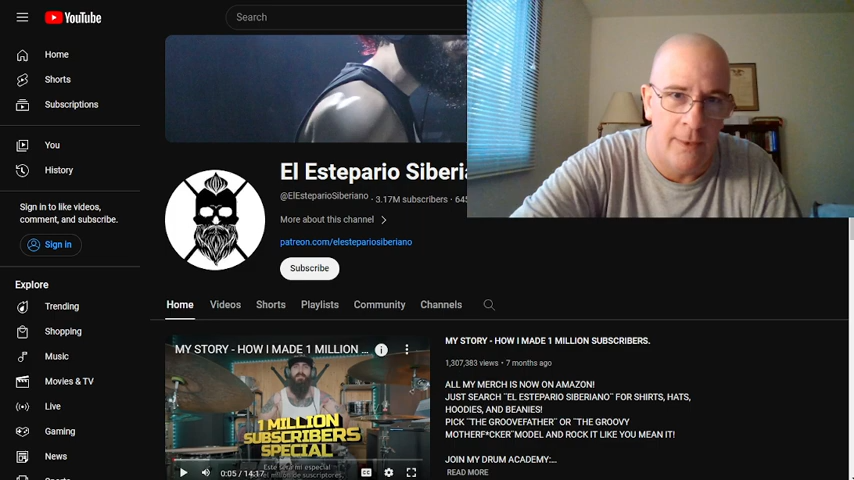 YouTube
Search
Home
Shorts
Subscriptions
You
History
Sign in to like videos,
comment, and subscribe.
Sign in
Explore
Trending
Shopping
Music
Movies & TV
Live
Gaming
News
El Estepario Siberia
@ElEsteparioSiberiano · 3.17M subscribers ·
More about this channel
patreon.com/elestepariosiberiano
Subscribe
Home Videos Shorts Playlists Community Channels
MY STORY - HOW I MADE 1 MILLION ...
1 MILLION
SUBSCRIBERS
SPECIAL
Este será mi especial
0:05 / 14:17
MY STORY - HOW I MADE 1 MILLION SUBSCRIBERS.
1,307,383 views · 7 months ago
ALL MY MERCH IS NOW ON AMAZON!
JUST SEARCH ¨EL ESTEPARIO SIBERIANO¨ FOR SHIRTS, HATS,
HOODIES, AND BEANIES!
PICK ¨THE GROOVEFATHER¨ OR ¨THE GROOVY
MOTHERF*CKER¨MODEL AND ROCK IT LIKE YOU MEAN IT!
JOIN MY DRUM ACADEMY:...
READ MORE